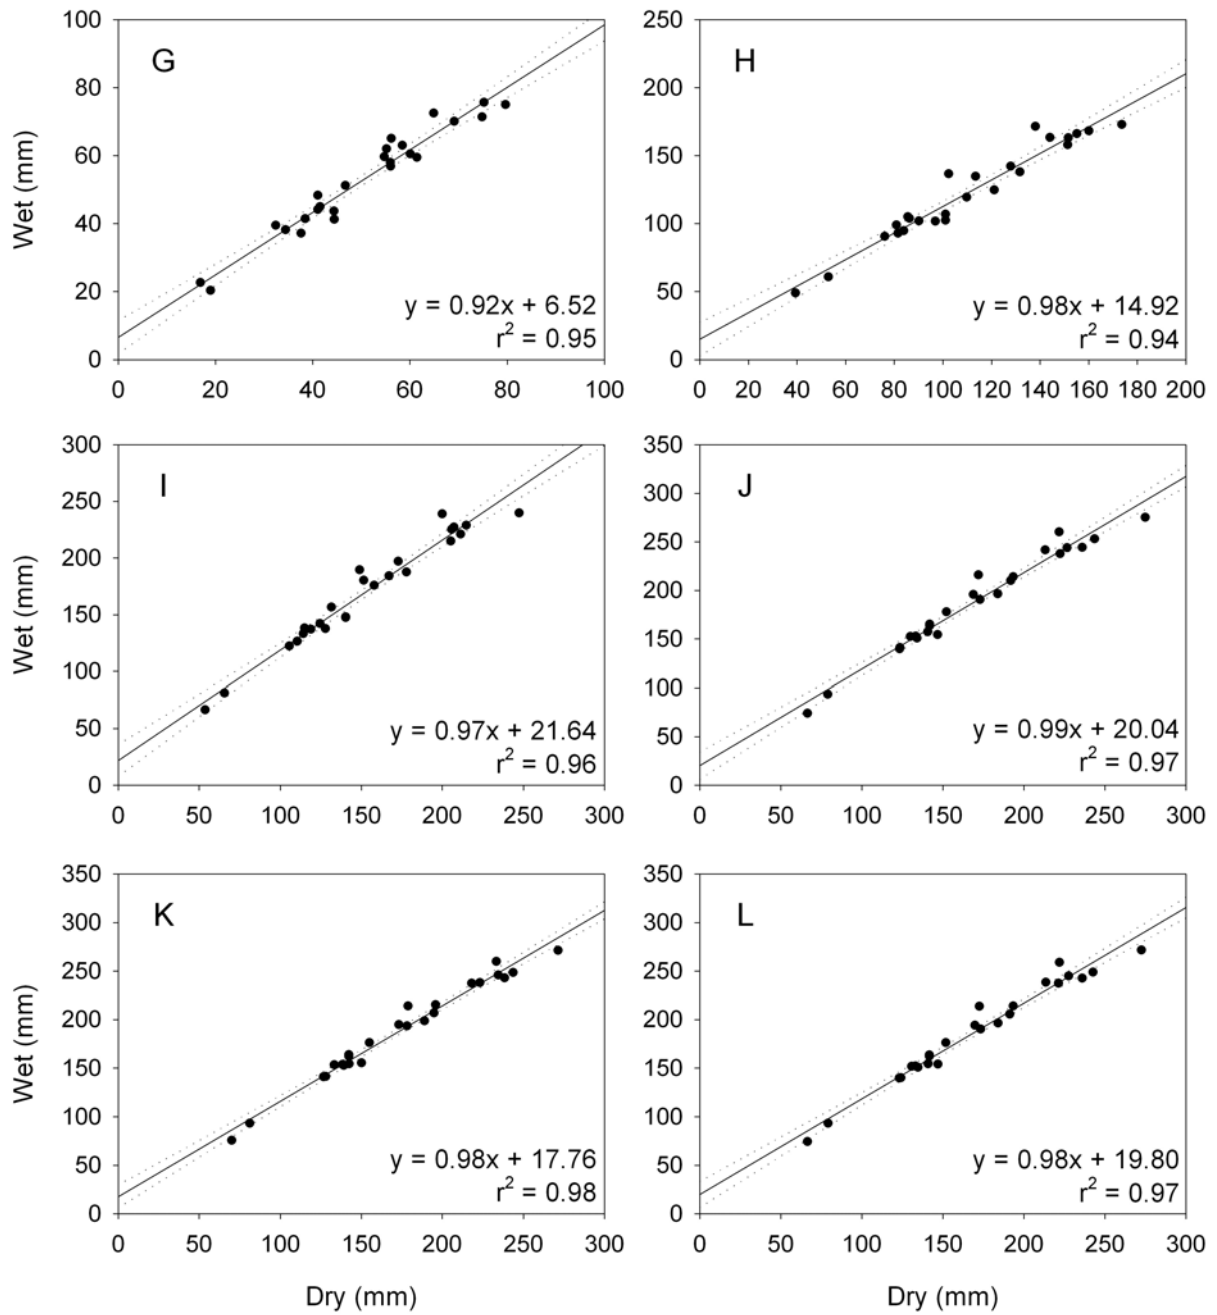 100
80
60
40
20
0
Wet (mm)
G
y = 0.92x + 6.52
r² = 0.95
0 20 40 60 80 100
250
200
150
100
50
0
H
y = 0.98x + 14.92
r² = 0.94
0 20 40 60 80 100 120 140 160 180 200
300
250
200
150
100
50
0
Wet (mm)
I
y = 0.97x + 21.64
r² = 0.96
0 50 100 150 200 250 300
350
300
250
200
150
100
50
0
J
y = 0.99x + 20.04
r² = 0.97
0 50 100 150 200 250 300
350
300
250
200
150
100
50
0
Wet (mm)
K
y = 0.98x + 17.76
r² = 0.98
0 50 100 150 200 250 300
Dry (mm)
350
300
250
200
150
100
50
0
L
y = 0.98x + 19.80
r² = 0.97
0 50 100 150 200 250 300
Dry (mm)